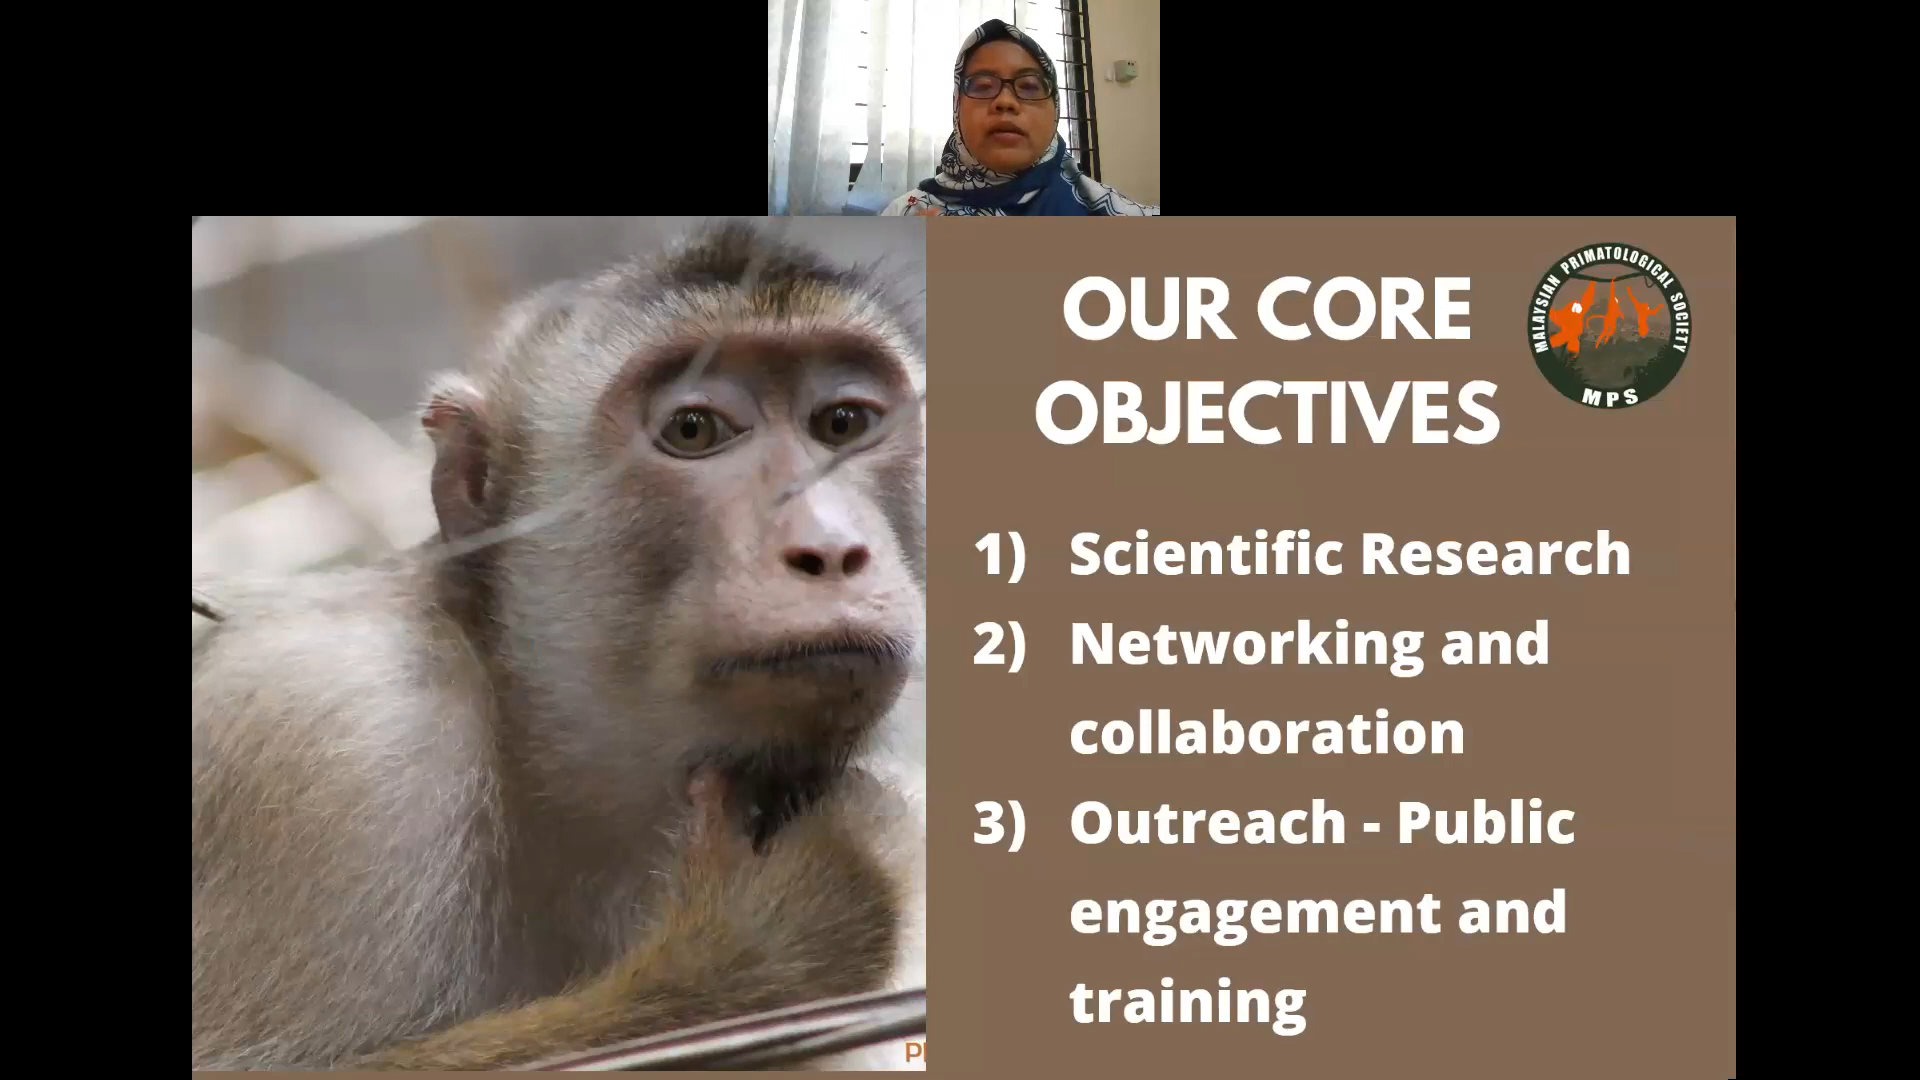 OUR CORE
OBJECTIVES
MALAYSIAN PRIMATOLOGICAL SOCIETY
MPS
1) Scientific Research
2) Networking and
collaboration
3) Outreach - Public
engagement and
training